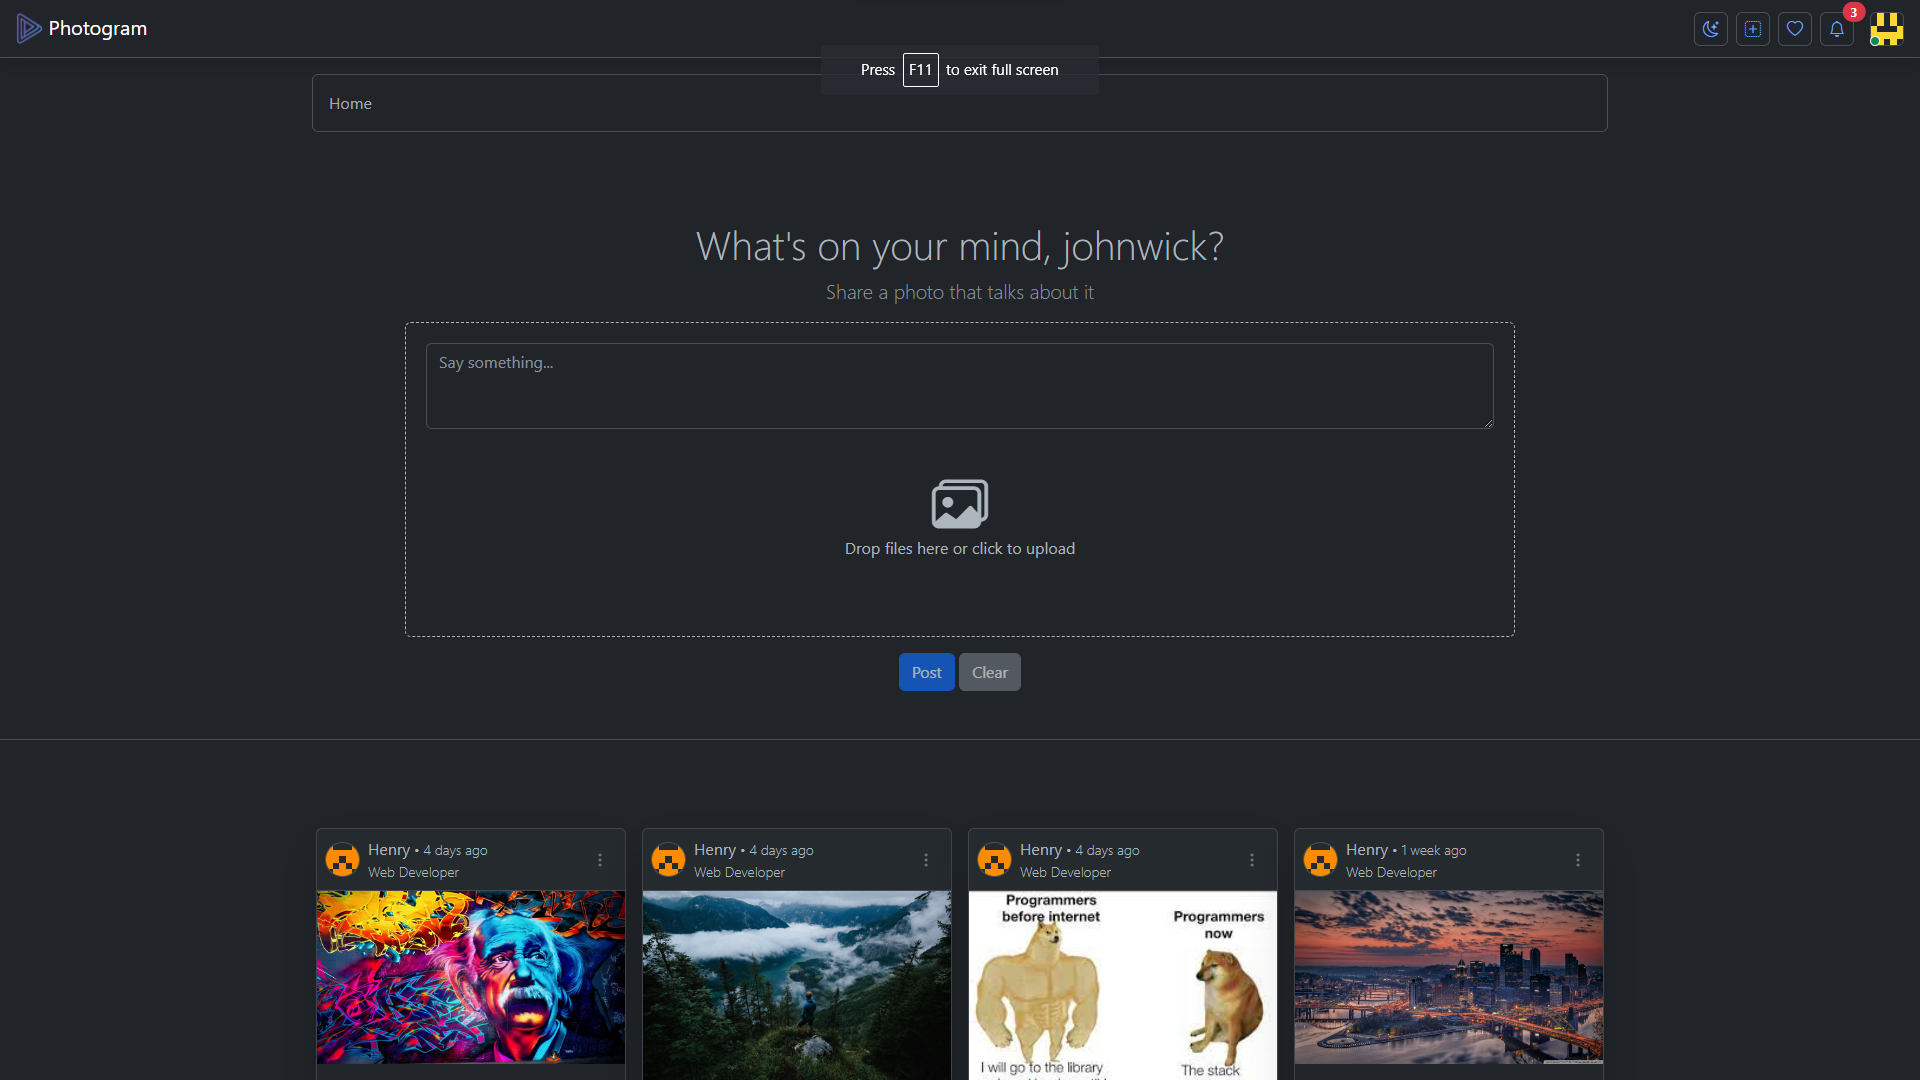 Photogram
3
Press F11 to exit full screen
Home
What's on your mind, johnwick?
Share a photo that talks about it
Say something...
Drop files here or click to upload
Post Clear
Henry • 4 days ago
Web Developer
Henry • 4 days ago
Web Developer
Henry • 4 days ago
Web Developer
Programmers
before internet
Programmers
now
I will go to the library
The stack
Henry • 1 week ago
Web Developer